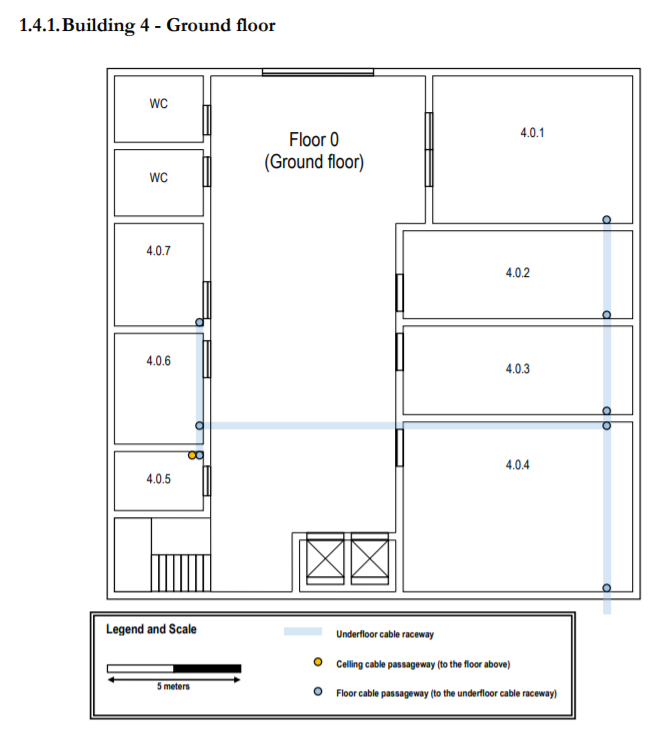 1.4.1. Building 4 - Ground floor
WC
Floor 0
(Ground floor)
4.0.1
WC
4.0.7
4.0.2
4.0.6
4.0.3
4.0.4
4.0.5
Legend and Scale
Underfloor cable raceway
Ceiling cable passageway (to the floor above)
5 meters
Floor cable passageway (to the underfloor cable raceway)